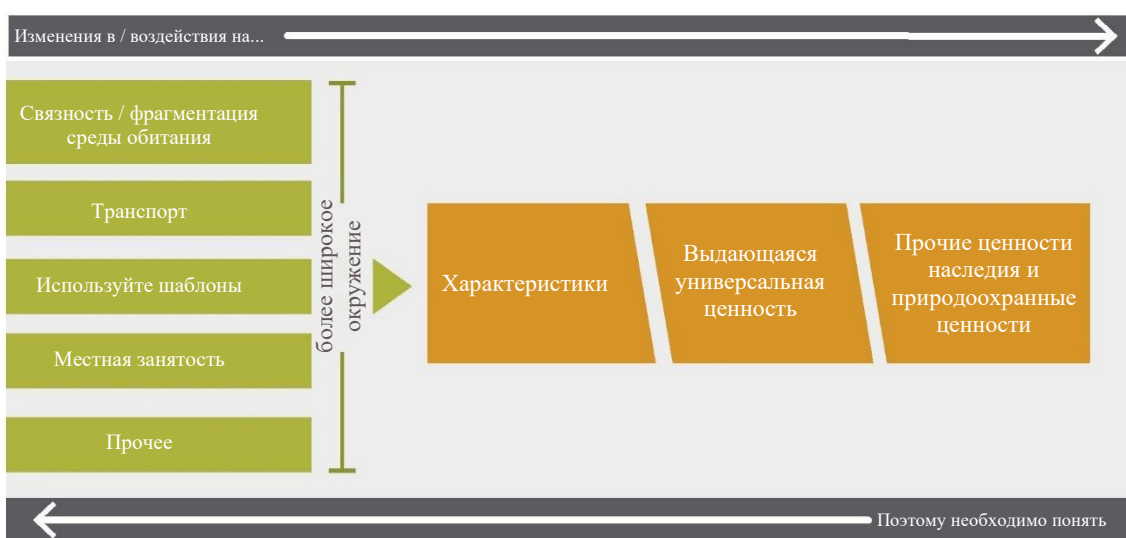 Изменения в / воздействия на...
Связность / фрагментация
среды обитания
Транспорт
Используйте шаблоны
Местная занятость
Прочее
более широкое
окружение
Характеристики
Выдающаяся
универсальная
ценность
Прочие ценности
наследия и
природоохранные
ценности
Поэтому необходимо понять